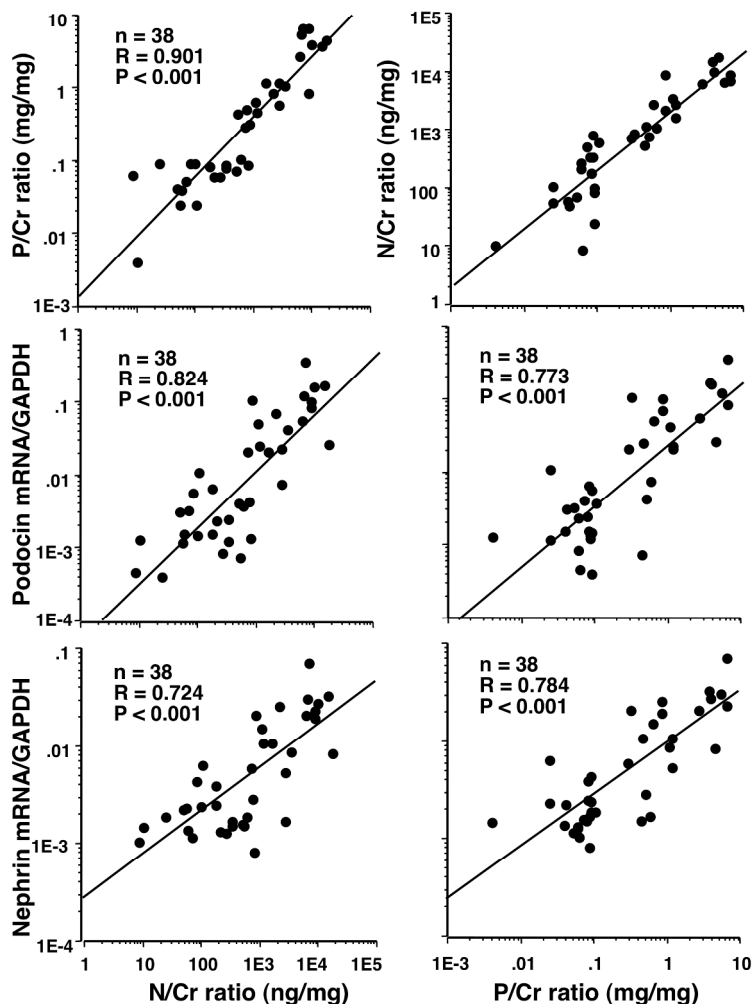 10
1
.1
.01
1E-3
P/Cr ratio (mg/mg)
n = 38
R = 0.901
P < 0.001
1E5
1E4
1E3
100
10
1
N/Cr ratio (ng/mg)
1
.1
.01
1E-3
1E-4
Podocin mRNA/GAPDH
n = 38
R = 0.824
P < 0.001
n = 38
R = 0.773
P < 0.001
.1
.01
1E-3
1E-4
Nephrin mRNA/GAPDH
n = 38
R = 0.724
P < 0.001
n = 38
R = 0.784
P < 0.001
1 10 100 1E3 1E4 1E5
N/Cr ratio (ng/mg)
1E-3 .01 .1 1 10
P/Cr ratio (mg/mg)